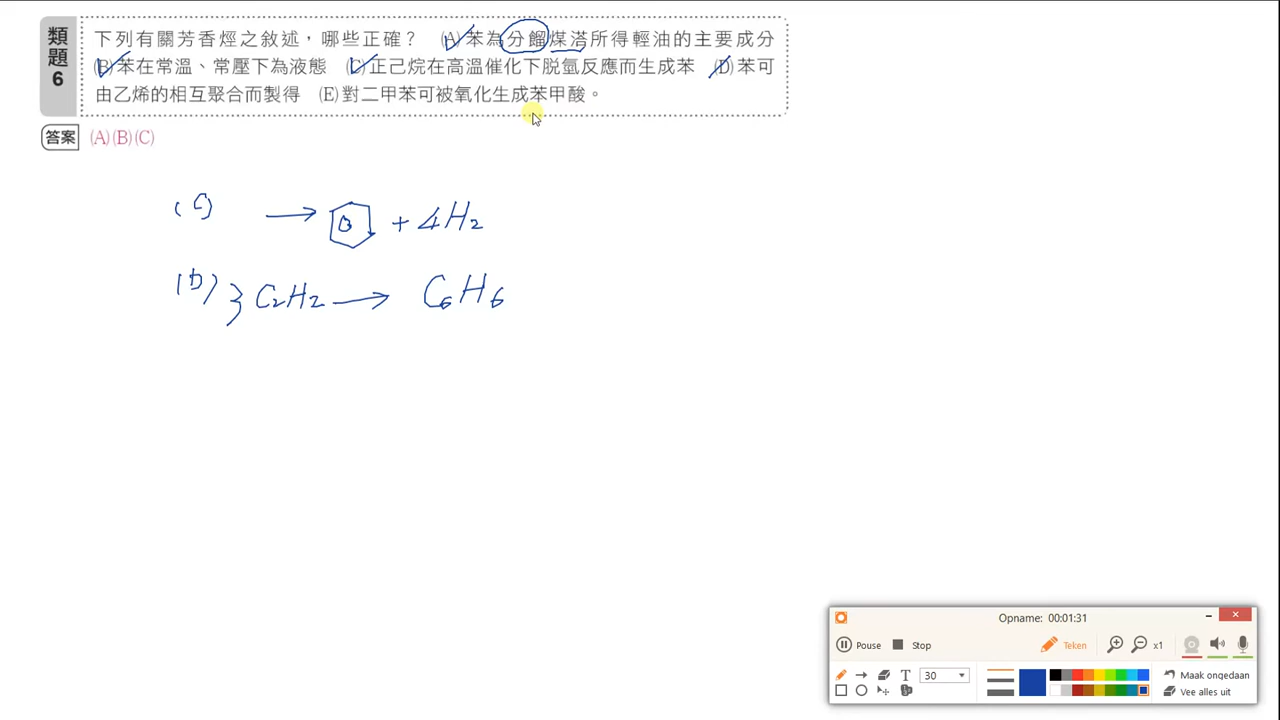 類題6
下列有關芳香烴之敘述，哪些正確？ (A)苯為分餾煤溚所得輕油的主要成分
(B)苯在常溫、常壓下為液態 (C)正己烷在高溫催化下脫氫反應而生成苯 (D)苯可
由乙烯的相互聚合而製得 (E)對二甲苯可被氧化生成苯甲酸。
答案 (A)(B)(C)
(C) → + 4H2
(D) 3 C2H2 → C6H6
Opname: 00:01:31
Pause Stop Teken x1
T 30 Maak ongedaan
Vee alles uit